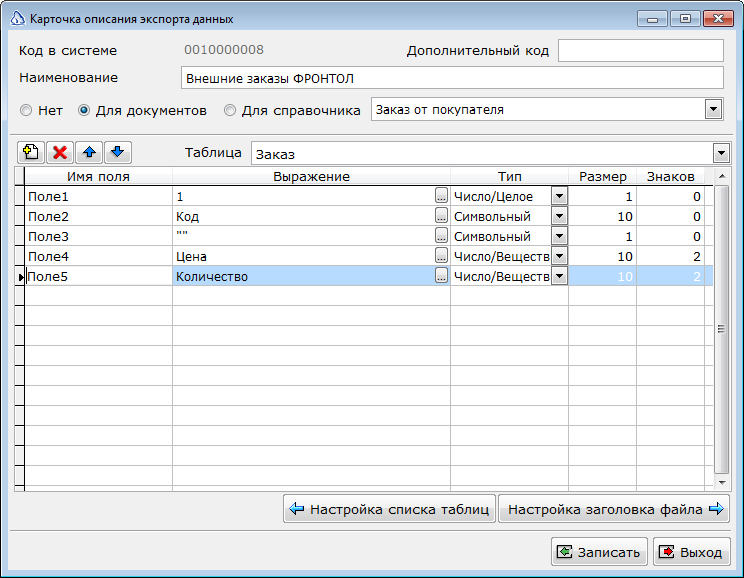 Карточка описания экспорта данных
Код в системе 0010000008 Дополнительный код
Наименование Внешние заказы ФРОНТОЛ
Нет Для документов Для справочника Заказ от покупателя
Таблица Заказ
Имя поля Выражение Тип Размер Знаков
Поле1 1 ... Число/Целое 1 0
Поле2 Код ... Символьный 10 0
Поле3 "" ... Символьный 1 0
Поле4 Цена ... Число/Веществ 10 2
Поле5 Количество ... Число/Веществ 10 2
Настройка списка таблиц Настройка заголовка файла
Записать Выход